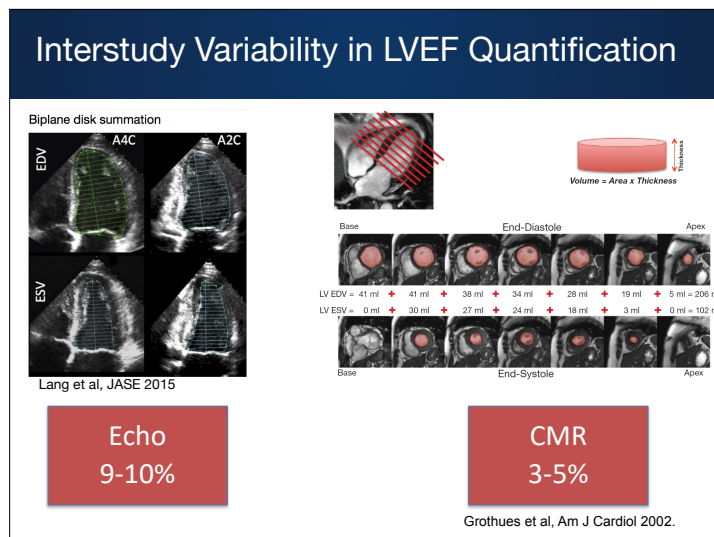 Interstudy Variability in LVEF Quantification
Biplane disk summation
A4C
A2C
EDV
ESV
Lang et al, JASE 2015
Thickness
Volume = Area x Thickness
Base
End-Diastole
Apex
LV EDV = 41 ml + 41 ml + 38 ml + 34 ml + 28 ml + 19 ml + 5 ml = 206 m
LV ESV = 0 ml + 30 ml + 27 ml + 24 ml + 18 ml + 3 ml + 0 ml = 102 m
Base
End-Systole
Apex
Echo
9-10%
CMR
3-5%
Grothues et al, Am J Cardiol 2002.